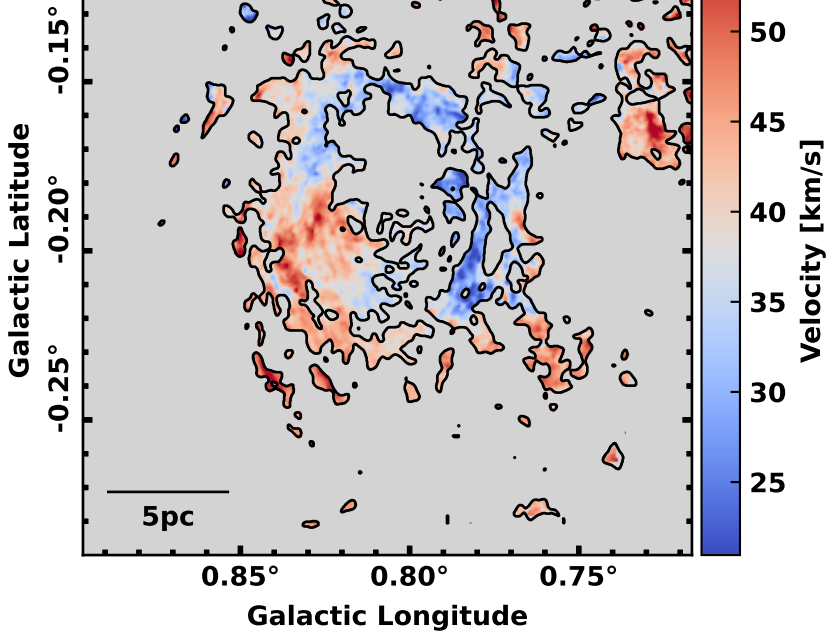 -0.15°
-0.20°
-0.25°
Galactic Latitude
5pc
0.85° 0.80° 0.75°
Galactic Longitude
50
45
40
35
30
25
Velocity [km/s]